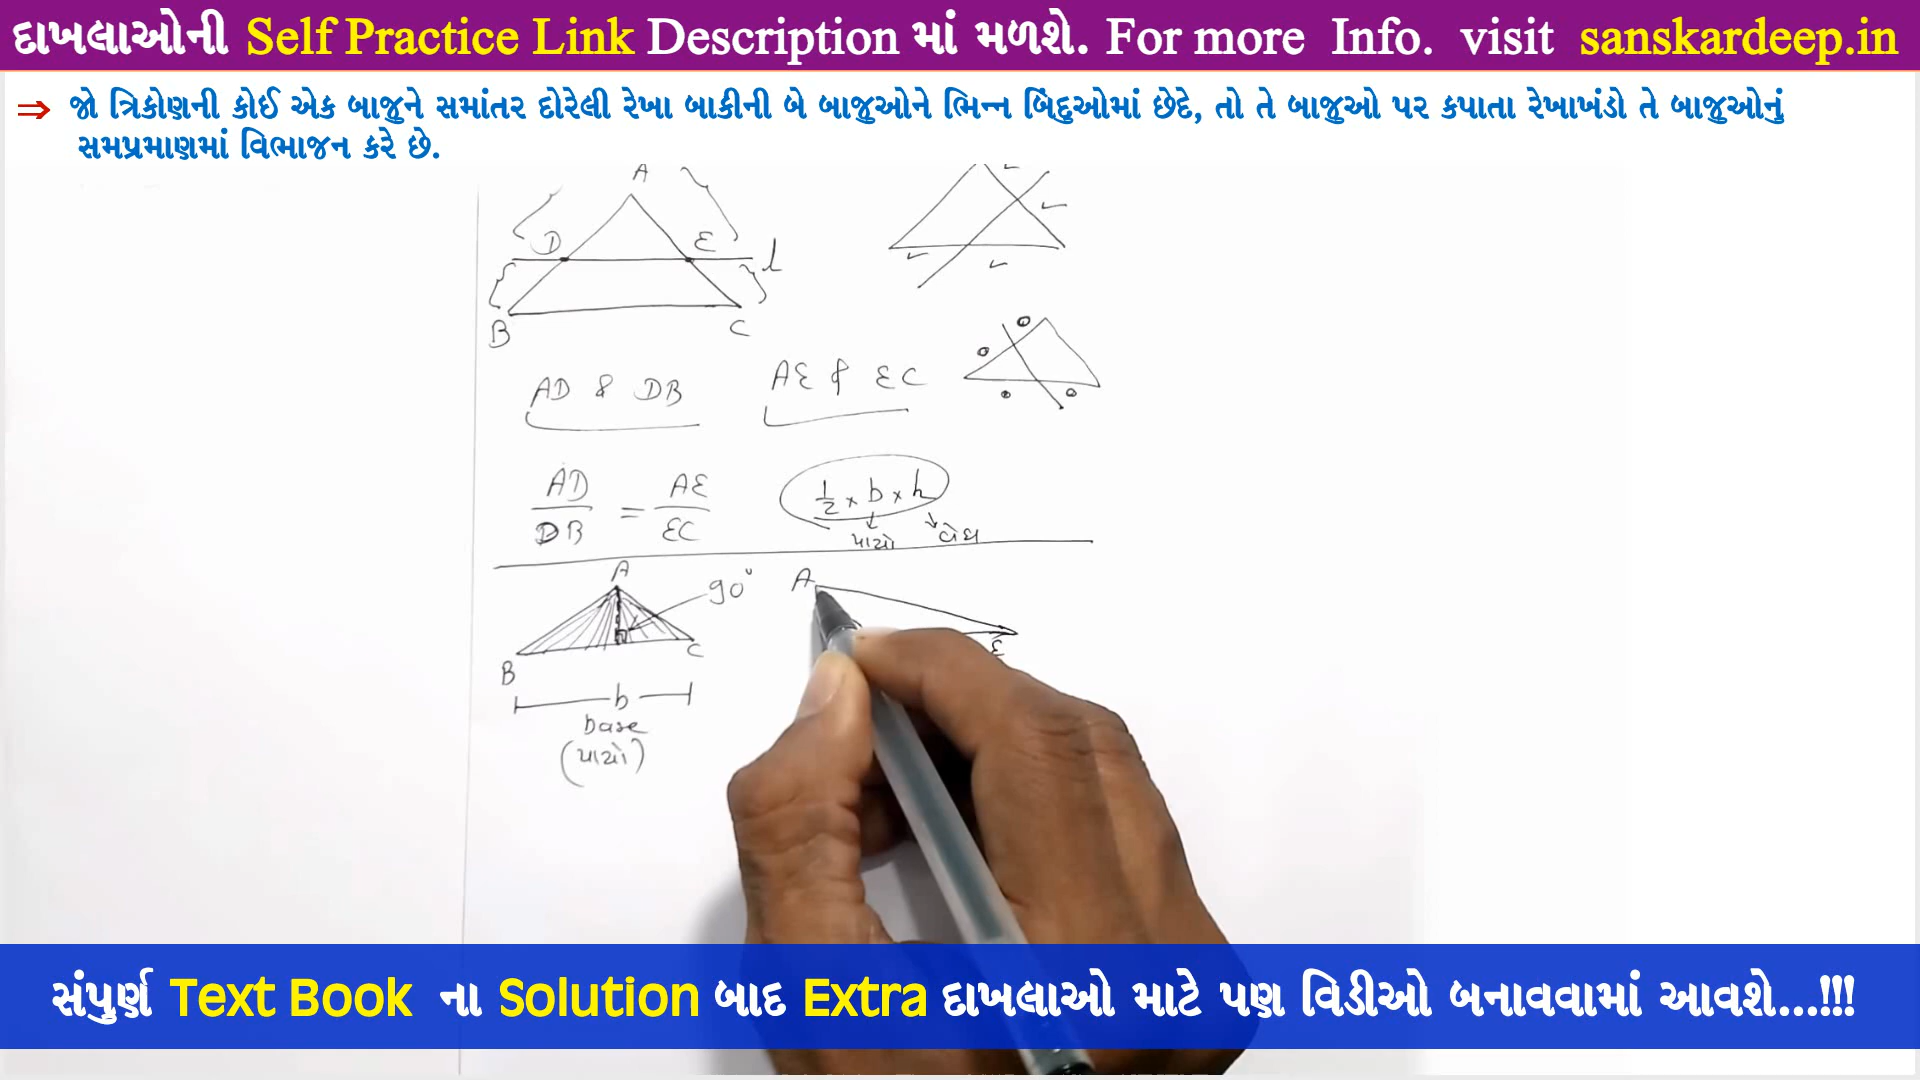 દાખલાઓની Self Practice Link Description માં મળશે. For more Info. visit sanskardeep.in
⇒ જો ત્રિકોણની કોઈ એક બાજુને સમાંતર દોરેલી રેખા બાકીની બે બાજુઓને ભિન્ન બિંદુઓમાં છેદે, તો તે બાજુઓ પર કપાતા રેખાખંડો તે બાજુઓનું
સમપ્રમાણમાં વિભાજન કરે છે.
A
D E l
B C
AD & DB AE & EC
AD/DB = AE/EC
1/2 × b × h
પાયો વેધ
A 90°
B C
b
base
(પાયો)
A
E
સંપુર્ણ Text Book ના Solution બાદ Extra દાખલાઓ માટે પણ વિડીઓ બનાવવામાં આવશે...!!!